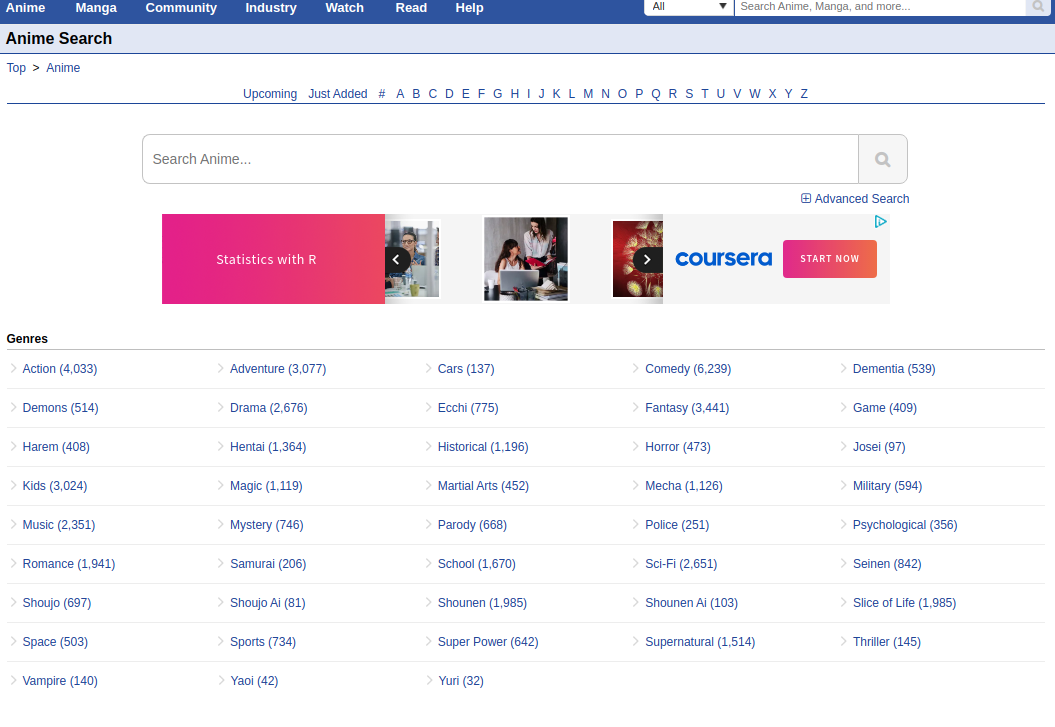 Anime Manga Community Industry Watch Read Help All Search Anime, Manga, and more...
Anime Search
Top > Anime
Upcoming Just Added # A B C D E F G H I J K L M N O P Q R S T U V W X Y Z
Search Anime...
Advanced Search
Statistics with R coursera START NOW
Genres
Action (4,033) Adventure (3,077) Cars (137) Comedy (6,239) Dementia (539)
Demons (514) Drama (2,676) Ecchi (775) Fantasy (3,441) Game (409)
Harem (408) Hentai (1,364) Historical (1,196) Horror (473) Josei (97)
Kids (3,024) Magic (1,119) Martial Arts (452) Mecha (1,126) Military (594)
Music (2,351) Mystery (746) Parody (668) Police (251) Psychological (356)
Romance (1,941) Samurai (206) School (1,670) Sci-Fi (2,651) Seinen (842)
Shoujo (697) Shoujo Ai (81) Shounen (1,985) Shounen Ai (103) Slice of Life (1,985)
Space (503) Sports (734) Super Power (642) Supernatural (1,514) Thriller (145)
Vampire (140) Yaoi (42) Yuri (32)